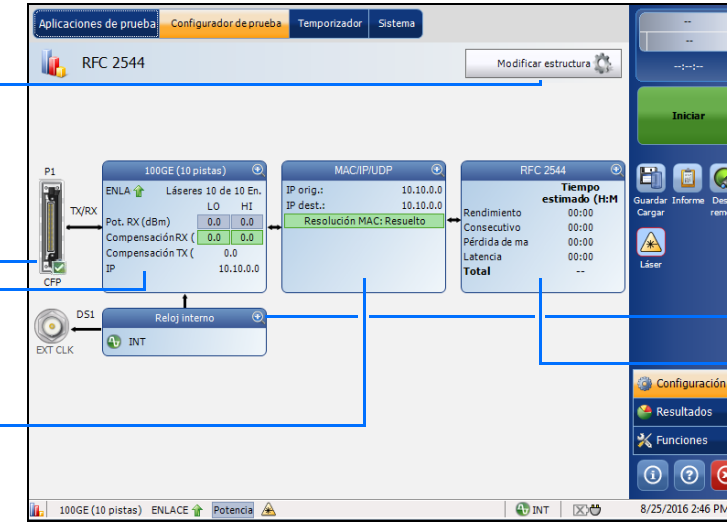 Aplicaciones de prueba Configurador de prueba Temporizador Sistema
--
--
--:--:--
RFC 2544 Modificar estructura
Iniciar
Guardar Informe
Cargar
Láser
P1
TX/RX
CFP
100GE (10 pistas)
ENLA Láseres 10 de 10 En.
LO HI
Pot. RX (dBm) 0.0 0.0
Compensación RX ( 0.0 0.0
Compensación TX ( 0.0
IP 10.10.0.0
MAC/IP/UDP
IP orig.: 10.10.0.0
IP dest.: 10.10.0.0
Resolución MAC: Resuelto
RFC 2544
Tiempo
estimado (H:M
Rendimiento 00:00
Consecutivo 00:00
Pérdida de ma 00:00
Latencia 00:00
Total --
DS1
EXT CLK
Reloj interno
INT
Configuración
Resultados
Funciones
100GE (10 pistas) ENLACE Potencia INT 8/25/2016 2:46 PM